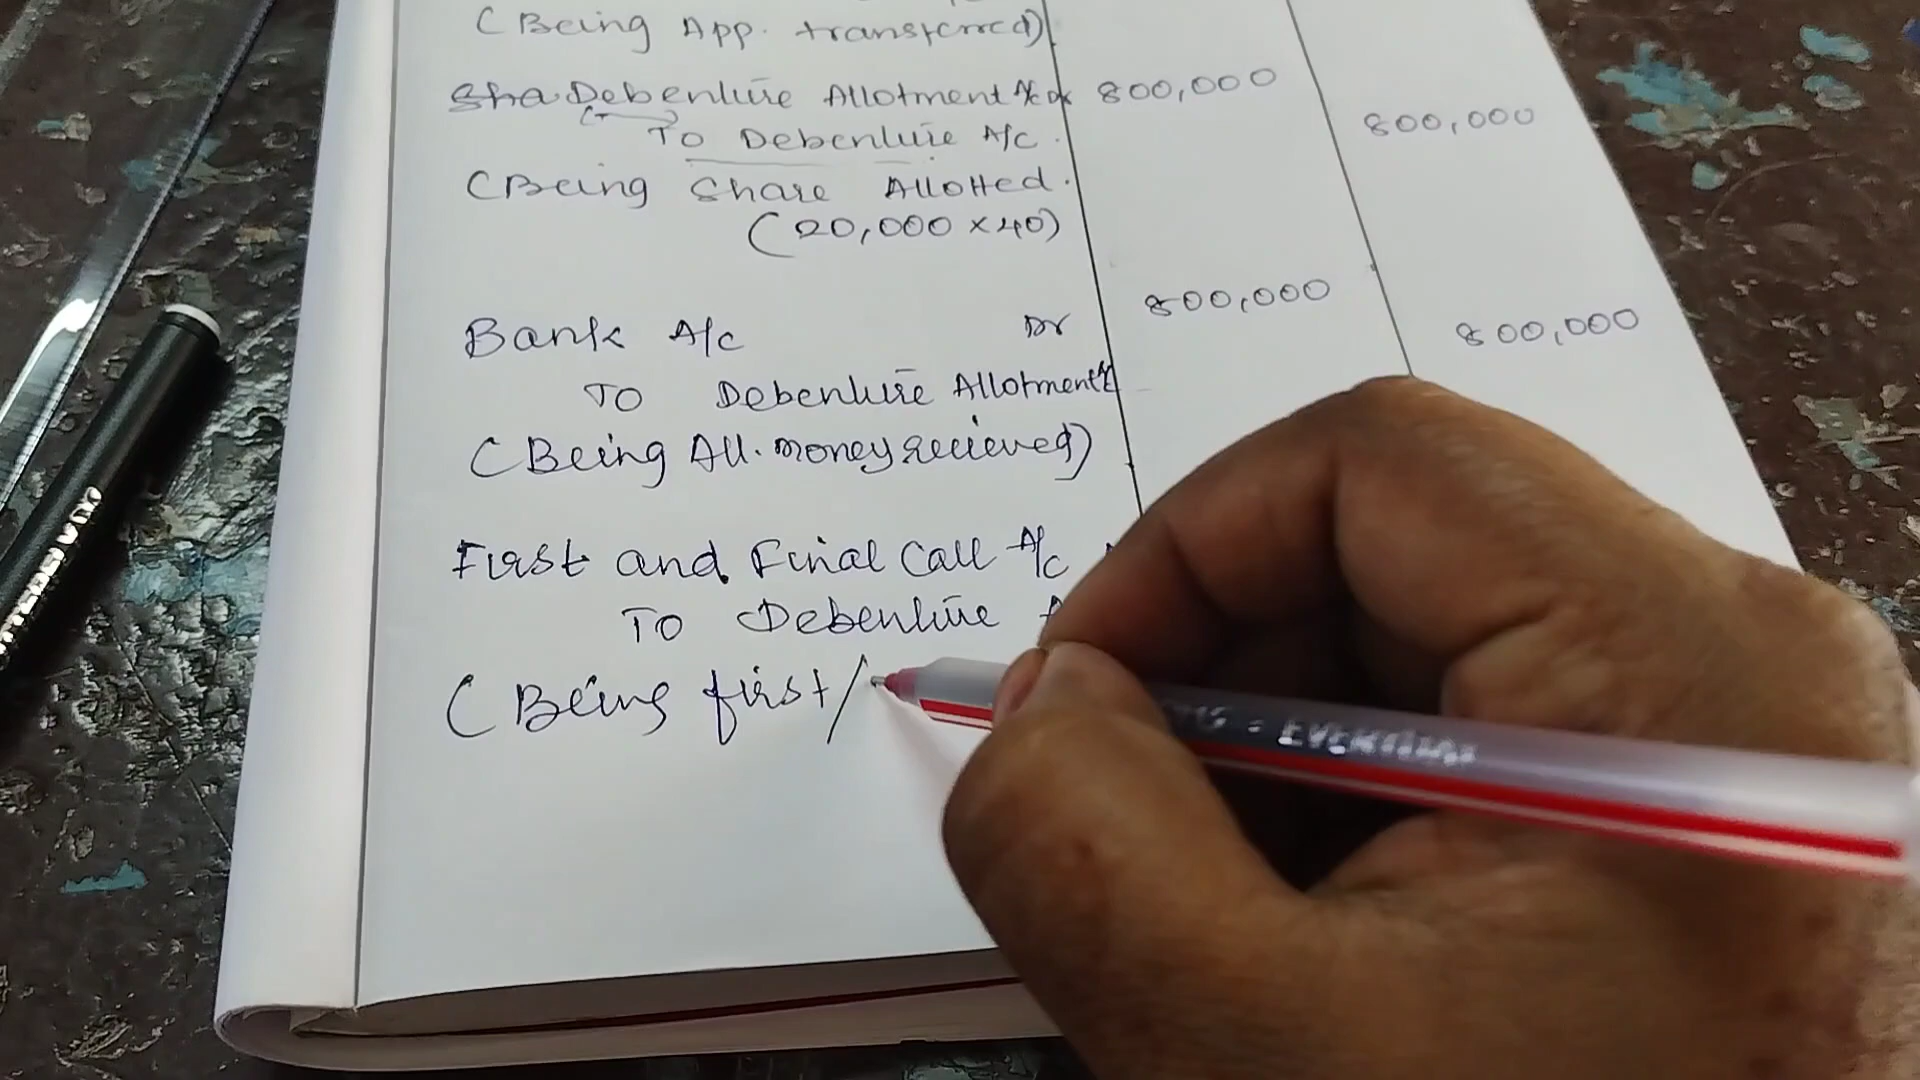 (Being App. transferred)
Sha Debenture Allotment A/c Dr 800,000
To Debenture A/c. 800,000
(Being Share Allotted.
(20,000 x 40)
Bank A/c Dr 800,000
To Debenture Allotment A/c 800,000
(Being All. money recieved)
First and Final Call A/c
To Debenture
(Being first/